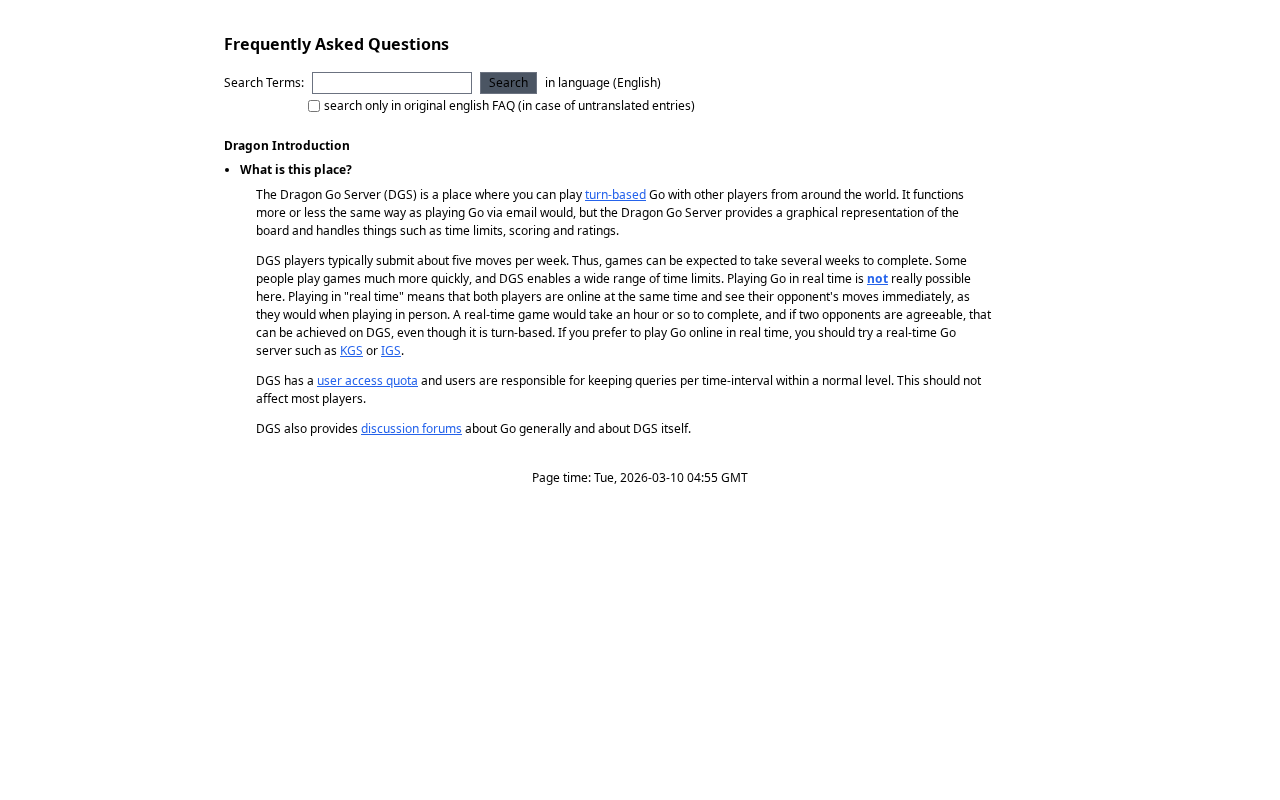 Frequently Asked Questions
Search Terms: Search in language (English)
search only in original english FAQ (in case of untranslated entries)
Dragon Introduction
• What is this place?
The Dragon Go Server (DGS) is a place where you can play turn-based Go with other players from around the world. It functions
more or less the same way as playing Go via email would, but the Dragon Go Server provides a graphical representation of the
board and handles things such as time limits, scoring and ratings.
DGS players typically submit about five moves per week. Thus, games can be expected to take several weeks to complete. Some
people play games much more quickly, and DGS enables a wide range of time limits. Playing Go in real time is not really possible
here. Playing in "real time" means that both players are online at the same time and see their opponent's moves immediately, as
they would when playing in person. A real-time game would take an hour or so to complete, and if two opponents are agreeable, that
can be achieved on DGS, even though it is turn-based. If you prefer to play Go online in real time, you should try a real-time Go
server such as KGS or IGS.
DGS has a user access quota and users are responsible for keeping queries per time-interval within a normal level. This should not
affect most players.
DGS also provides discussion forums about Go generally and about DGS itself.
Page time: Tue, 2026-03-10 04:55 GMT